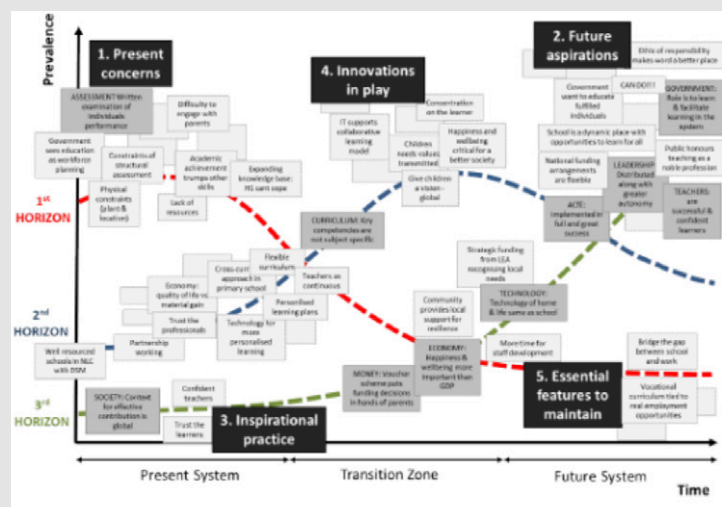 Prevalence
1. Present
concerns
2. Future
aspirations
Ethic of responsibility
makes word a better place
ASSESSMENT: Written
examination of
individuals
performance
Difficulty to
engage with
parents
4. Innovations
in play
Concentration on
the learner
Government
want to educate
fulfilled
individuals
CAN DO!!!
GOVERNMENT:
Role is to learn
& facilitate
learning in the
system
Government
sees education
as workforce
planning
Constraints of
structural
assessment
IT supports
collaborative
learning
model
Children
needs values
transmitted
Happiness and
wellbeing
critical for a
better society
School is a dynamic place with
opportunities to learn for all
Public honours
teaching as a
noble profession
Academic
achievement
trumps other
skills
Expanding
knowledge base:
HS cant cope
Physical
constraints
(plant &
location)
Lack of
resources
Give children
a vision -
global
National funding
arrangements
are flexible
LEADERSHIP:
Distributed
along with
greater
autonomy
TEACHERS:
are
successful &
confident
learners
1st
HORIZON
CURRICULUM: Key
competencies are
not subject specific
ACfE:
Implemented in
full and great
success
Flexible
curriculum
Strategic funding
from LEA
recognising local
needs
Cross-curr
approach in
primary school
Teachers as
continuous
Economy:
quality of life vs
material gain
TECHNOLOGY:
Technology of home
& life same as school
Personalised
learning plans
Community
provides local
support for
resilience
2nd
HORIZON
Trust the
professionals
Technology for
more
personalised
learning
Partnership
working
Well resourced
schools in NLC
with DSM
ECONOMY:
Happiness &
wellbeing more
important than
GDP
More time for
staff development
Bridge the gap
between school
and work
MONEY: Voucher
scheme puts
funding decisions
in hands of parents
5. Essential
features to
maintain
Confident
teachers
SOCIETY: Context
for effective
contribution is
global
Vocational
curriculum tied to
real employment
opportunities
3rd
HORIZON
3. Inspirational
practice
Trust the
learners
Present System
Transition Zone
Future System
Time